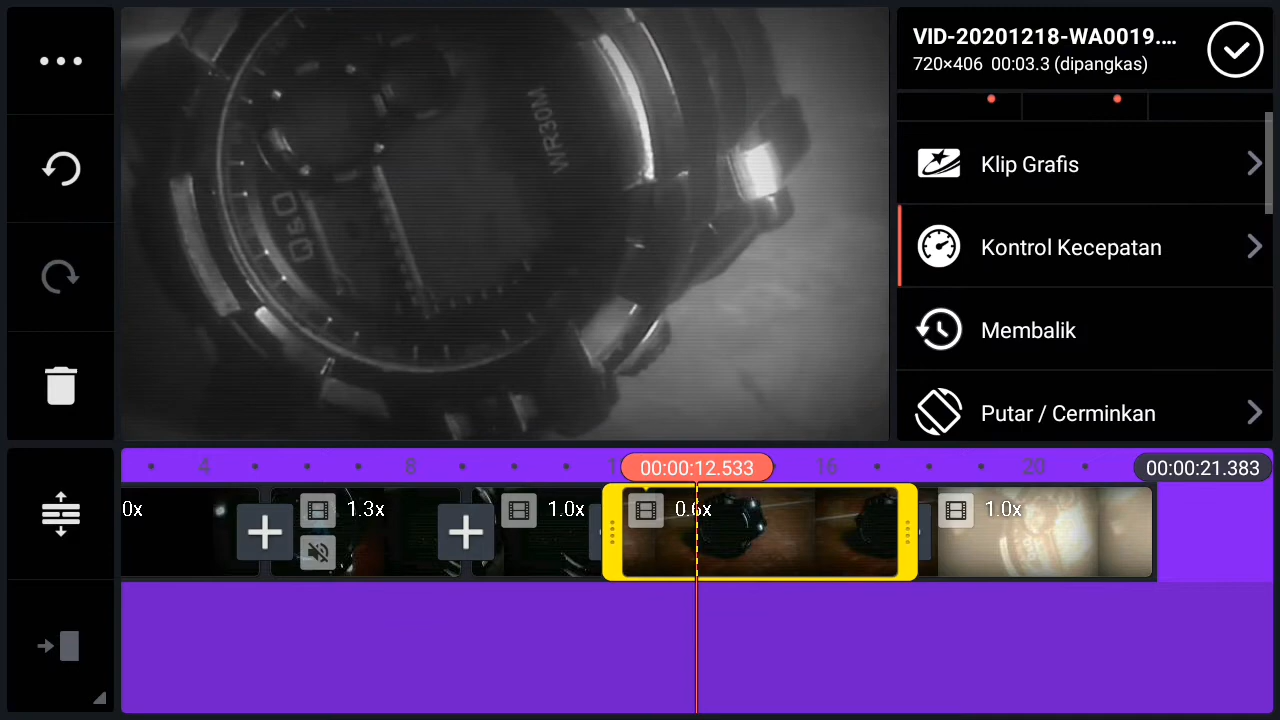 VID-20201218-WA0019....
720×406 00:03.3 (dipangkas)
WR30M
Klip Grafis
Kontrol Kecepatan
Membalik
Putar / Cerminkan
4
8
00:00:12.533
16
20
00:00:21.383
0x
1.3x
1.0x
0.6x
1.0x